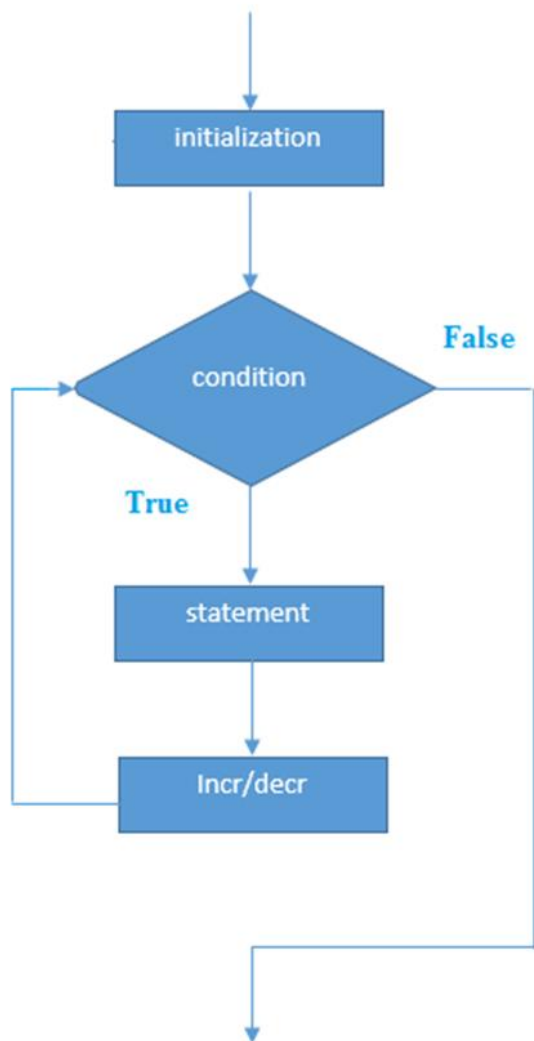 initialization
False
condition
True
statement
Incr/decr